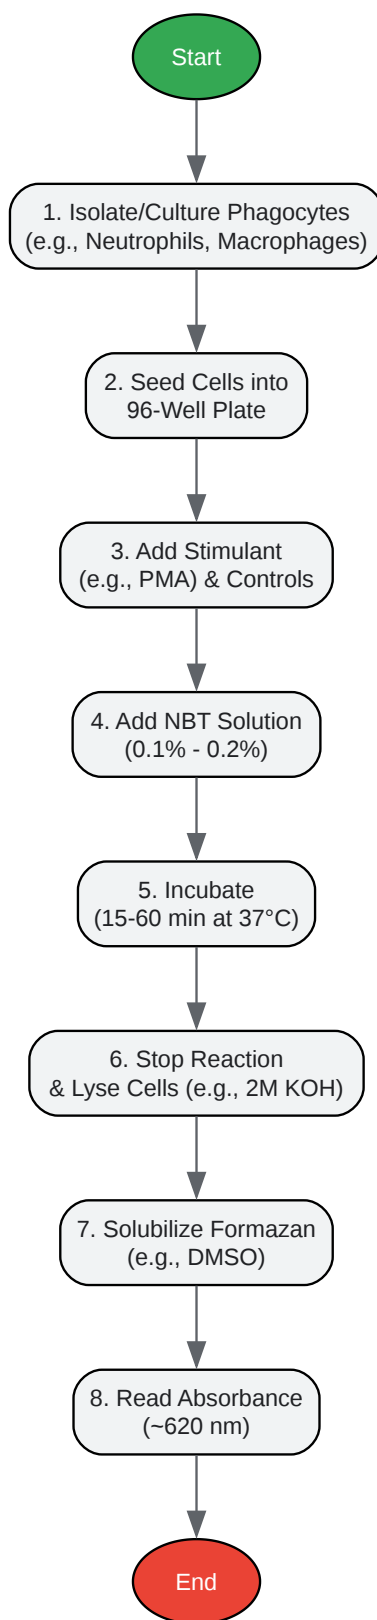 Start
1. Isolate/Culture Phagocytes
(e.g., Neutrophils, Macrophages)
2. Seed Cells into
96-Well Plate
3. Add Stimulant
(e.g., PMA) & Controls
4. Add NBT Solution
(0.1% - 0.2%)
5. Incubate
(15-60 min at 37°C)
6. Stop Reaction
& Lyse Cells (e.g., 2M KOH)
7. Solubilize Formazan
(e.g., DMSO)
8. Read Absorbance
(~620 nm)
End